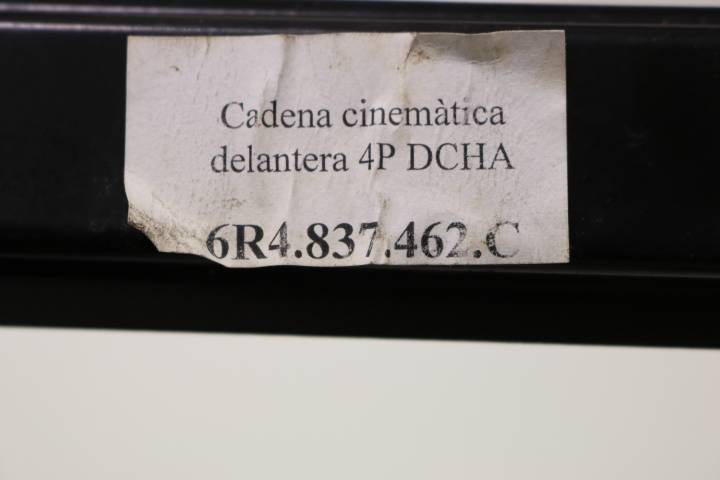 Cadena cinemàtica
delantera 4P DCHA
6R4.837.462.C